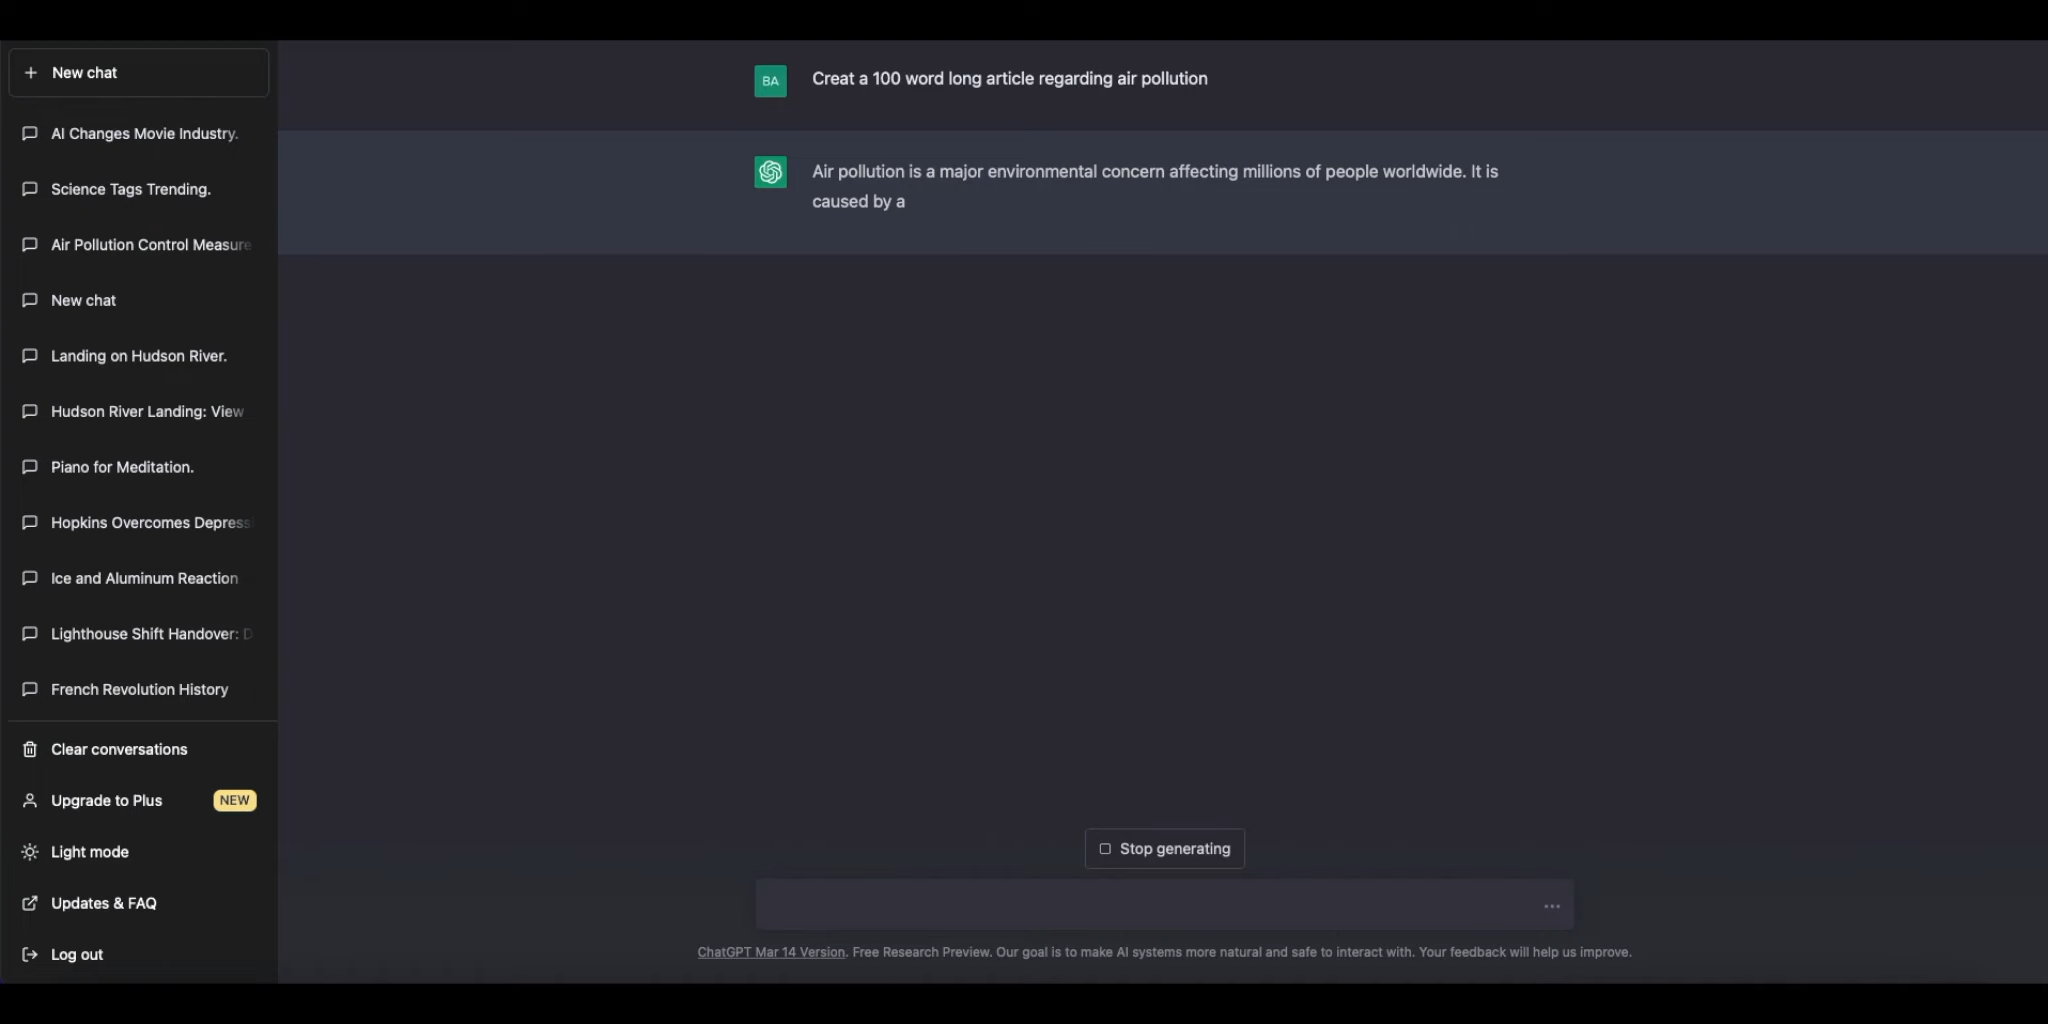 New chat
AI Changes Movie Industry.
Science Tags Trending.
Air Pollution Control Measure
New chat
Landing on Hudson River.
Hudson River Landing: View
Piano for Meditation.
Hopkins Overcomes Depress
Ice and Aluminum Reaction
Lighthouse Shift Handover: D
French Revolution History
Clear conversations
Upgrade to Plus NEW
Light mode
Updates & FAQ
Log out
BA Creat a 100 word long article regarding air pollution
Air pollution is a major environmental concern affecting millions of people worldwide. It is
caused by a
Stop generating
ChatGPT Mar 14 Version. Free Research Preview. Our goal is to make AI systems more natural and safe to interact with. Your feedback will help us improve.